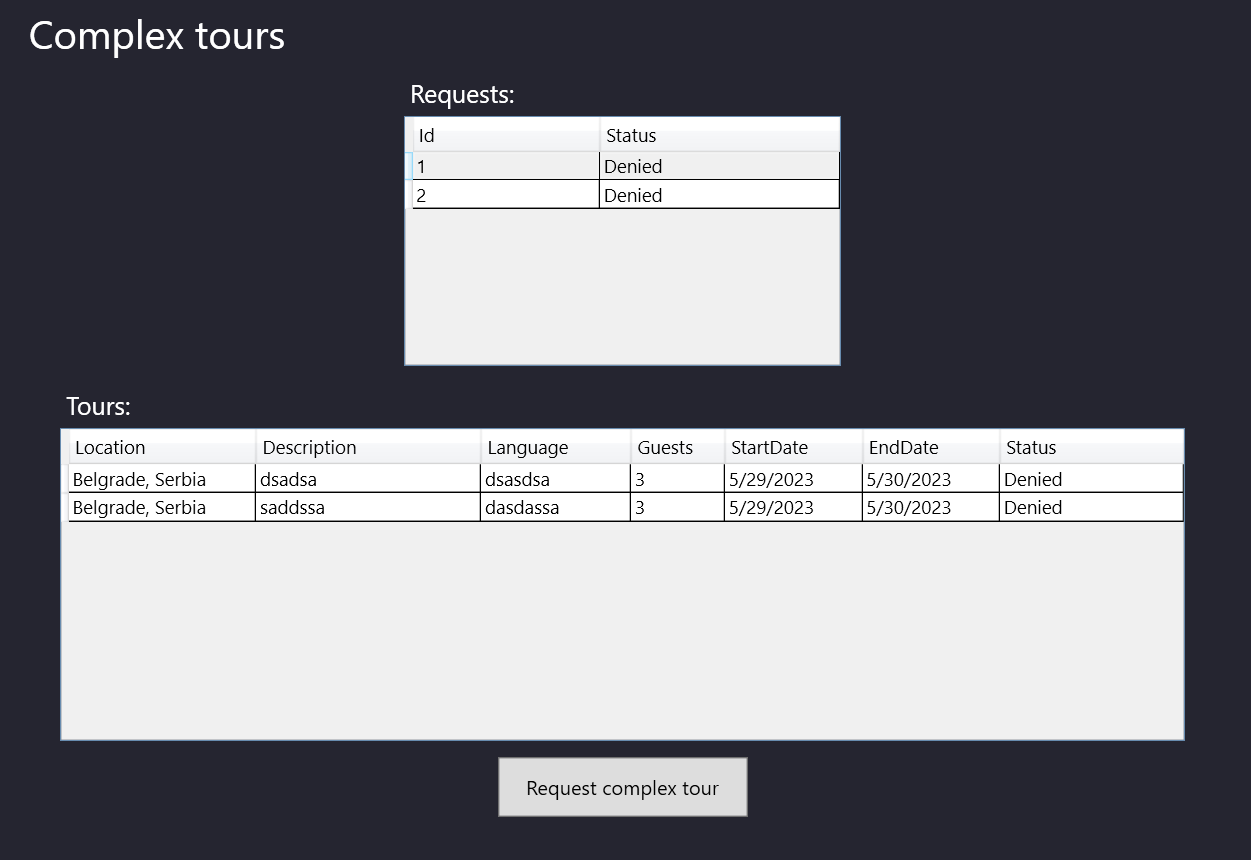 Complex tours
Requests:
Id Status
1 Denied
2 Denied
Tours:
Location Description Language Guests StartDate EndDate Status
Belgrade, Serbia dsadsa dsasdsa 3 5/29/2023 5/30/2023 Denied
Belgrade, Serbia saddssa dasdassa 3 5/29/2023 5/30/2023 Denied
Request complex tour